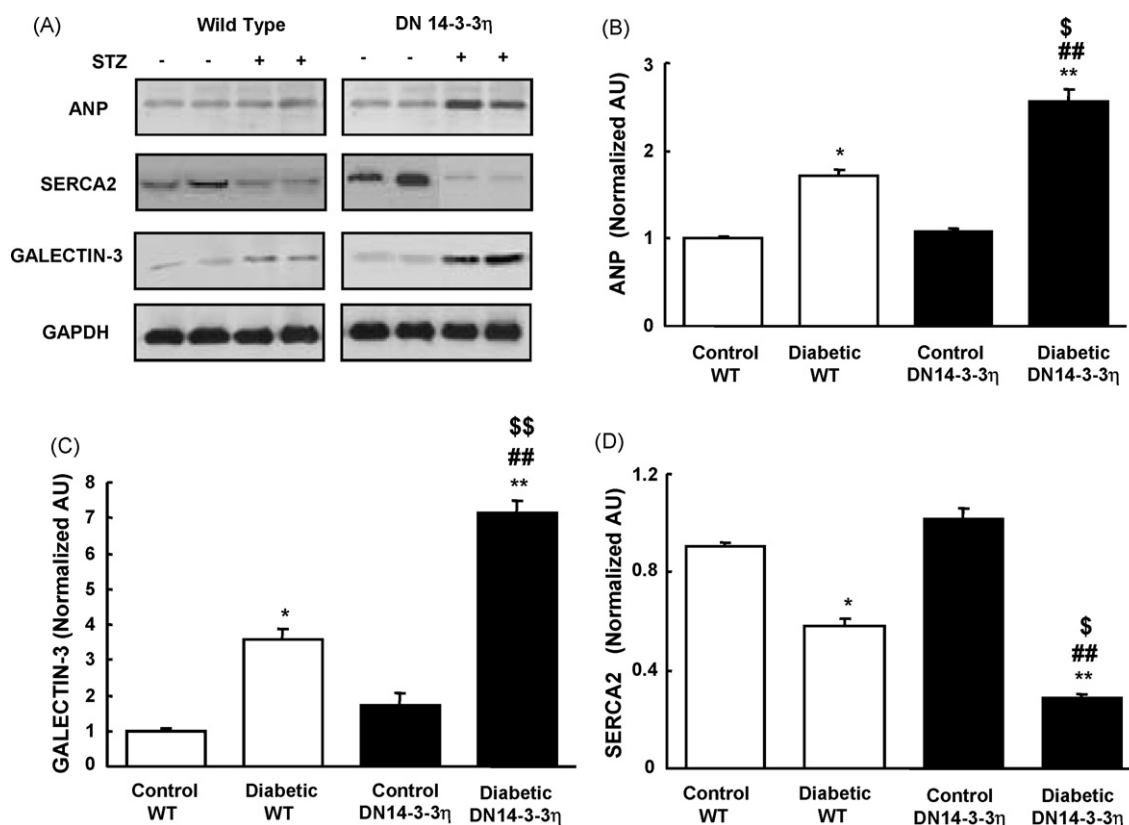 (A)
Wild Type
DN 14-3-3η
STZ - - + + - - + +
ANP
SERCA2
GALECTIN-3
GAPDH
(B)
ANP (Normalized AU)
3
2
1
0
*
$
##
**
Control WT
Diabetic WT
Control DN14-3-3η
Diabetic DN14-3-3η
(C)
GALECTIN-3 (Normalized AU)
8
7
6
5
4
3
2
1
0
*
$$
##
**
Control WT
Diabetic WT
Control DN14-3-3η
Diabetic DN14-3-3η
(D)
SERCA2 (Normalized AU)
1.2
0.8
0.4
0
*
$
##
**
Control WT
Diabetic WT
Control DN14-3-3η
Diabetic DN14-3-3η